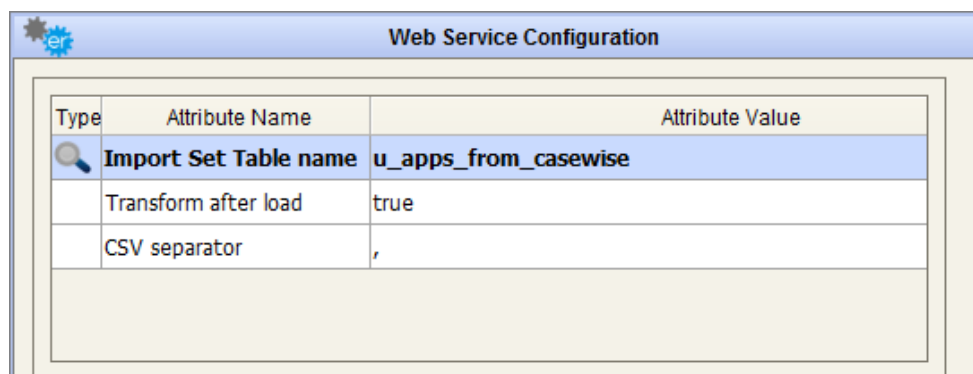 er
Web Service Configuration
Type Attribute Name Attribute Value
Import Set Table name u_apps_from_casewise
Transform after load true
CSV separator ,